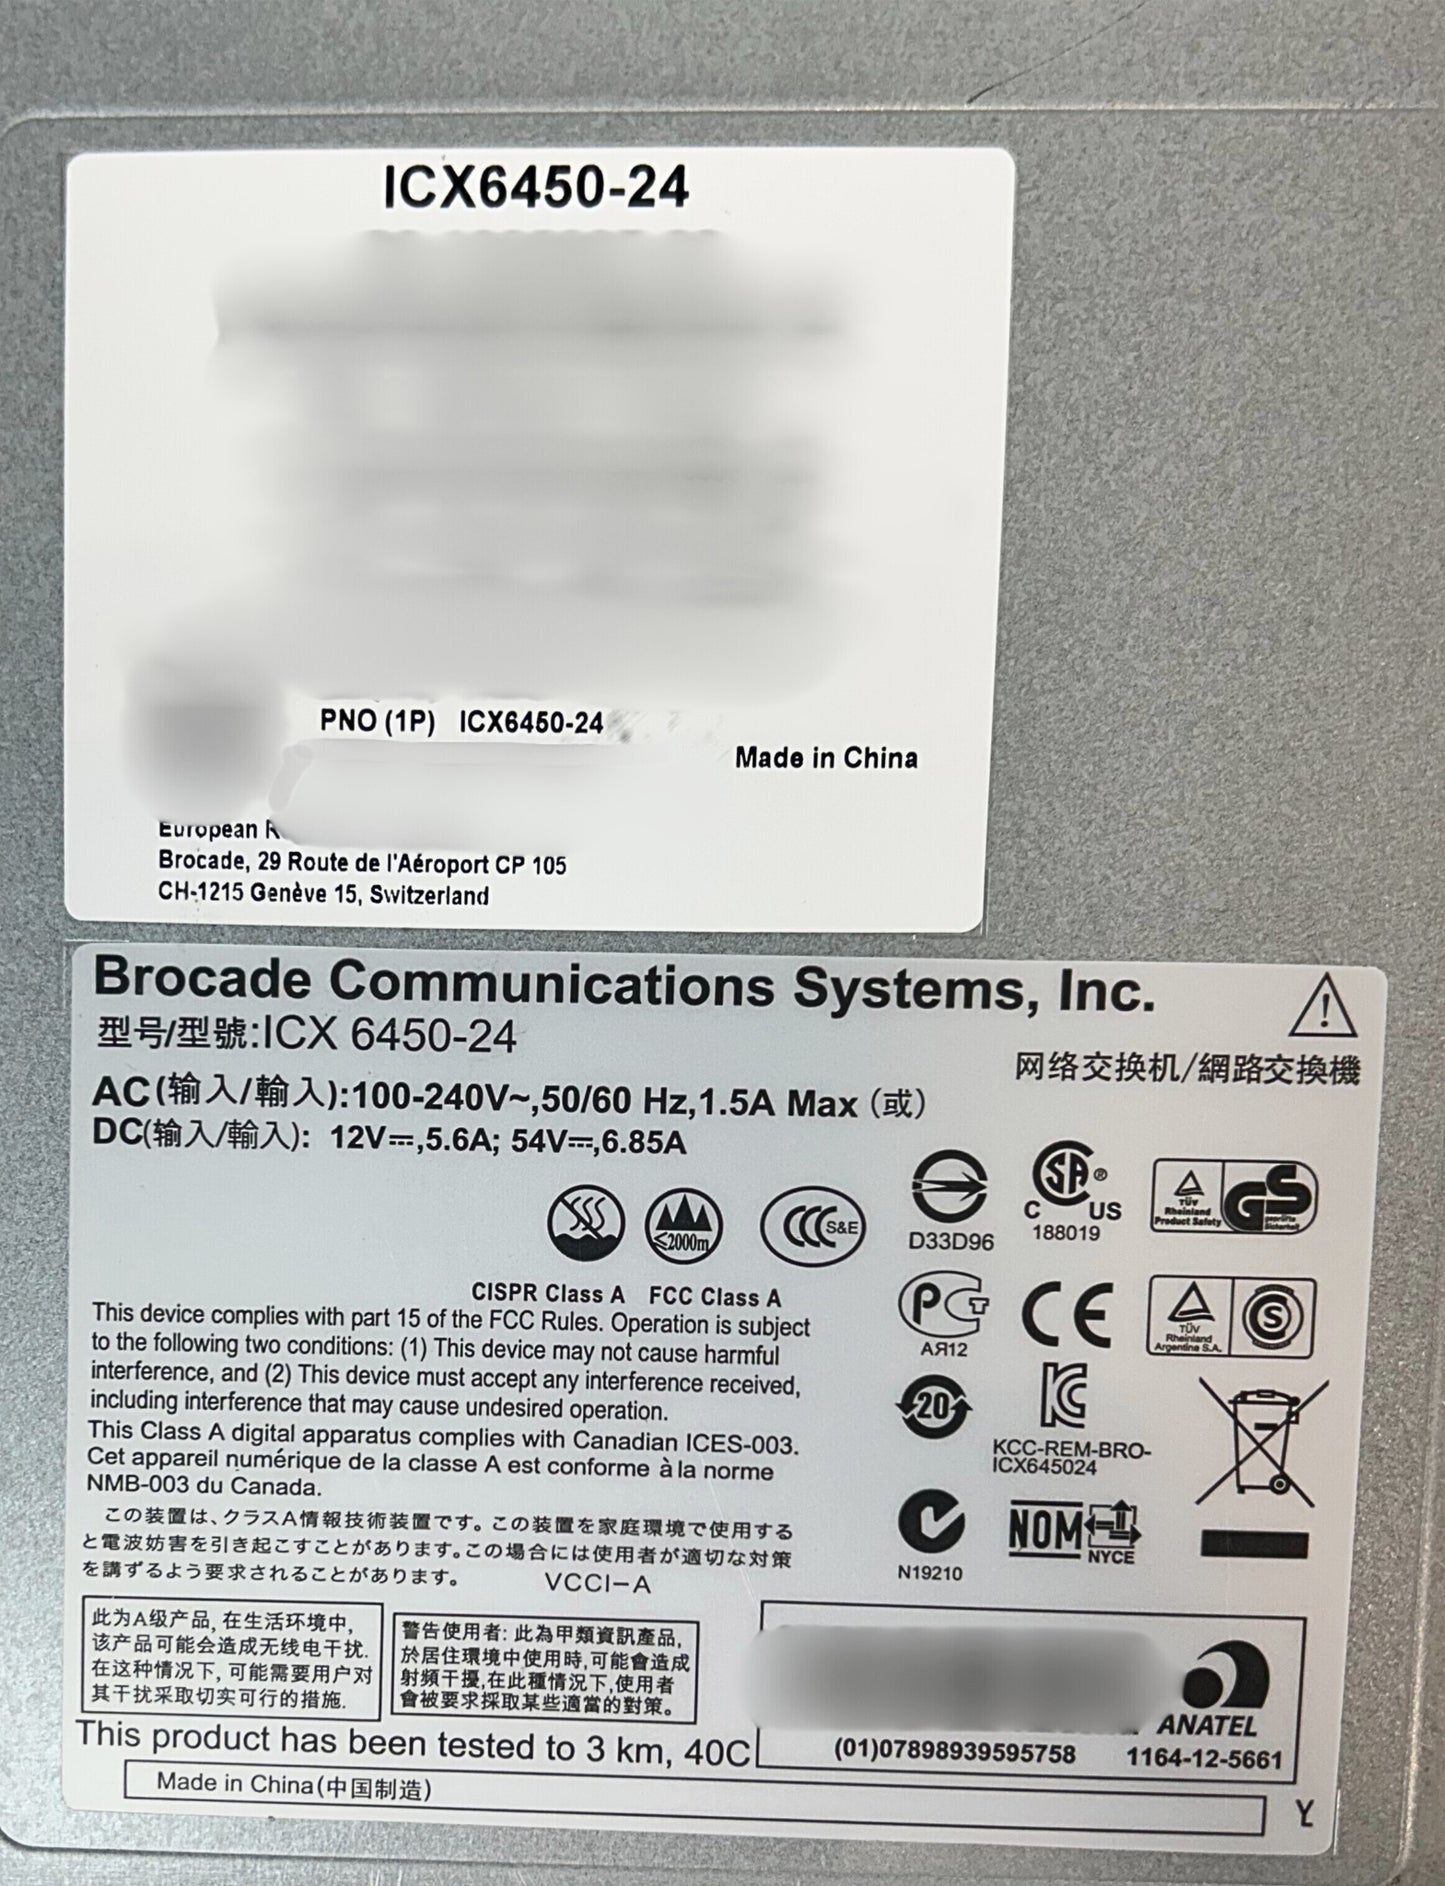 ICX6450-24
PNO (1P) ICX6450-24
Made in China
European
Brocade, 29 Route de l'Aéroport CP 105
CH-1215 Genève 15, Switzerland
Brocade Communications Systems, Inc.
型号/型號:ICX 6450-24
网络交换机/網路交換機
AC(输入/輸入):100-240V~,50/60 Hz,1.5A Max (或)
DC(输入/輸入): 12V⎓,5.6A; 54V⎓,6.85A
≤2000m
CCC S&E
D33D96
SA ®
C US
188019
TÜV
Rheinland
Product Safety
GS
geprüfte
Sicherheit
CISPR Class A FCC Class A
This device complies with part 15 of the FCC Rules. Operation is subject
to the following two conditions: (1) This device may not cause harmful
interference, and (2) This device must accept any interference received,
including interference that may cause undesired operation.
This Class A digital apparatus complies with Canadian ICES-003.
Cet appareil numérique de la classe A est conforme à la norme
NMB-003 du Canada.
PCT
АЯ12
CE
TÜV
Rheinland
Argentina S.A.
S
20
KCC-REM-BRO-
ICX645024
N19210
NOM
NYCE
この装置は、クラスA情報技術装置です。この装置を家庭環境で使用する
と電波妨害を引き起こすことがあります。この場合には使用者が適切な対策
を講ずるよう要求されることがあります。 VCCI-A
此为A级产品, 在生活环境中,
该产品可能会造成无线电干扰.
在这种情况下, 可能需要用户对
其干扰采取切实可行的措施.
警告使用者: 此為甲類資訊產品,
於居住環境中使用時,可能會造成
射頻干擾,在此種情況下,使用者
會被要求採取某些適當的對策。
ANATEL
(01)07898939595758 1164-12-5661
This product has been tested to 3 km, 40C
Made in China(中国制造)
Y